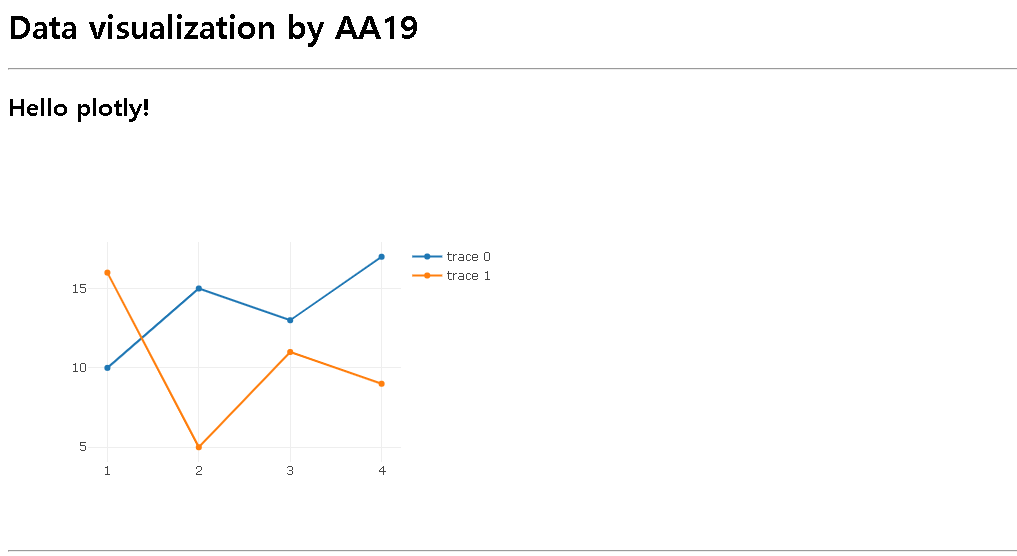 Data visualization by AA19
Hello plotly!
trace 0
trace 1
15
10
5
1 2 3 4